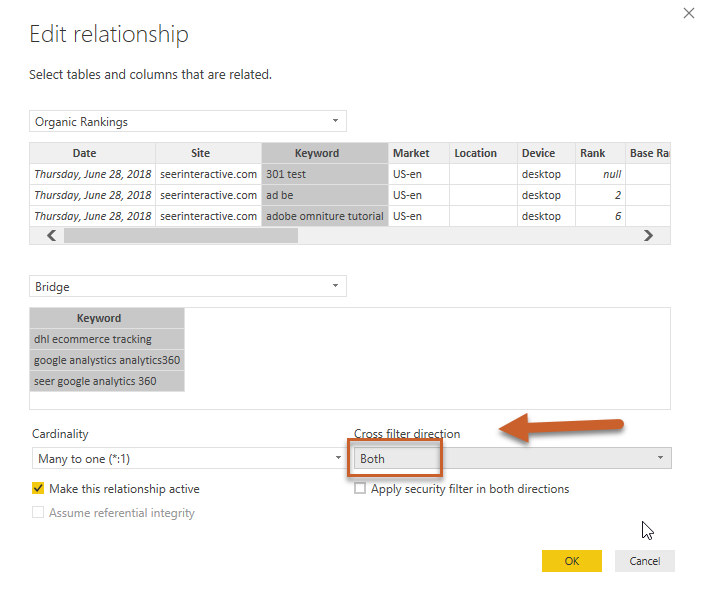 Edit relationship
Select tables and columns that are related.
Organic Rankings
Date Site Keyword Market Location Device Rank Base Ra
Thursday, June 28, 2018 seerinteractive.com 301 test US-en desktop null
Thursday, June 28, 2018 seerinteractive.com ad be US-en desktop 2
Thursday, June 28, 2018 seerinteractive.com adobe omniture tutorial US-en desktop 6
Bridge
Keyword
dhl ecommerce tracking
google analystics analytics360
seer google analytics 360
Cardinality Cross filter direction
Many to one (*:1) Both
Make this relationship active Apply security filter in both directions
Assume referential integrity
OK Cancel